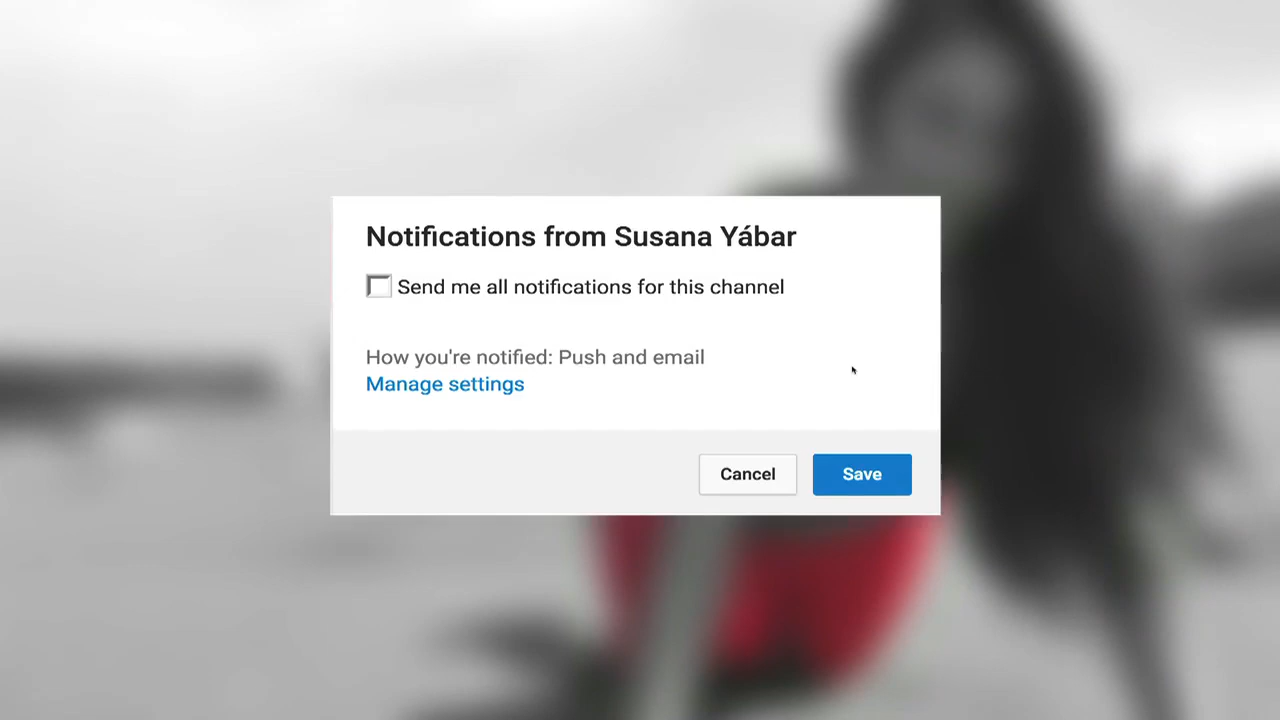 Notifications from Susana Yábar
Send me all notifications for this channel
How you're notified: Push and email
Manage settings
Cancel
Save